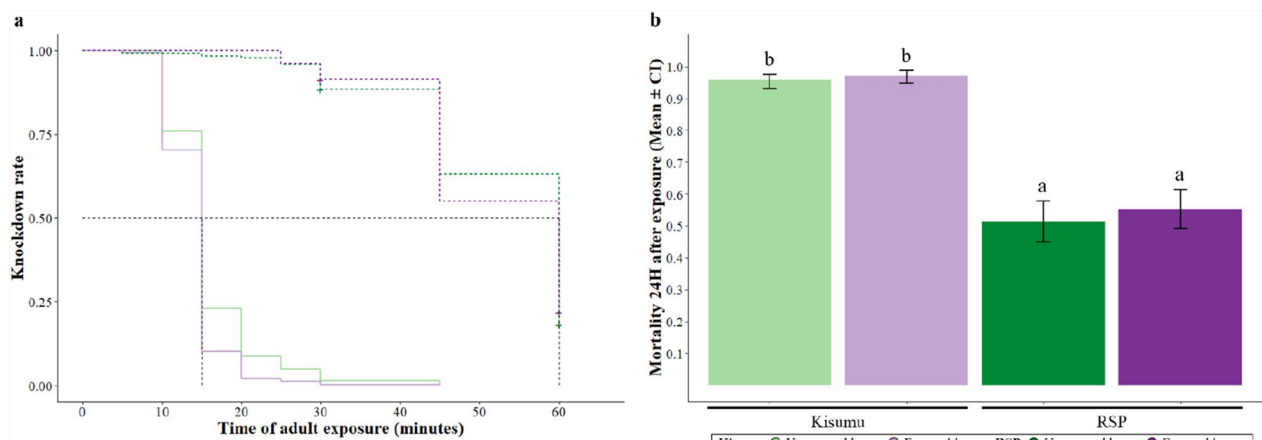 a
Knockdown rate
1.00
0.75
0.50
0.25
0.00
0 10 20 30 40 50 60
Time of adult exposure (minutes)
b
Mortality 24H after exposure (Mean ± CI)
1.0
0.9
0.8
0.7
0.6
0.5
0.4
0.3
0.2
0.1
b b
a a
Kisumu RSP